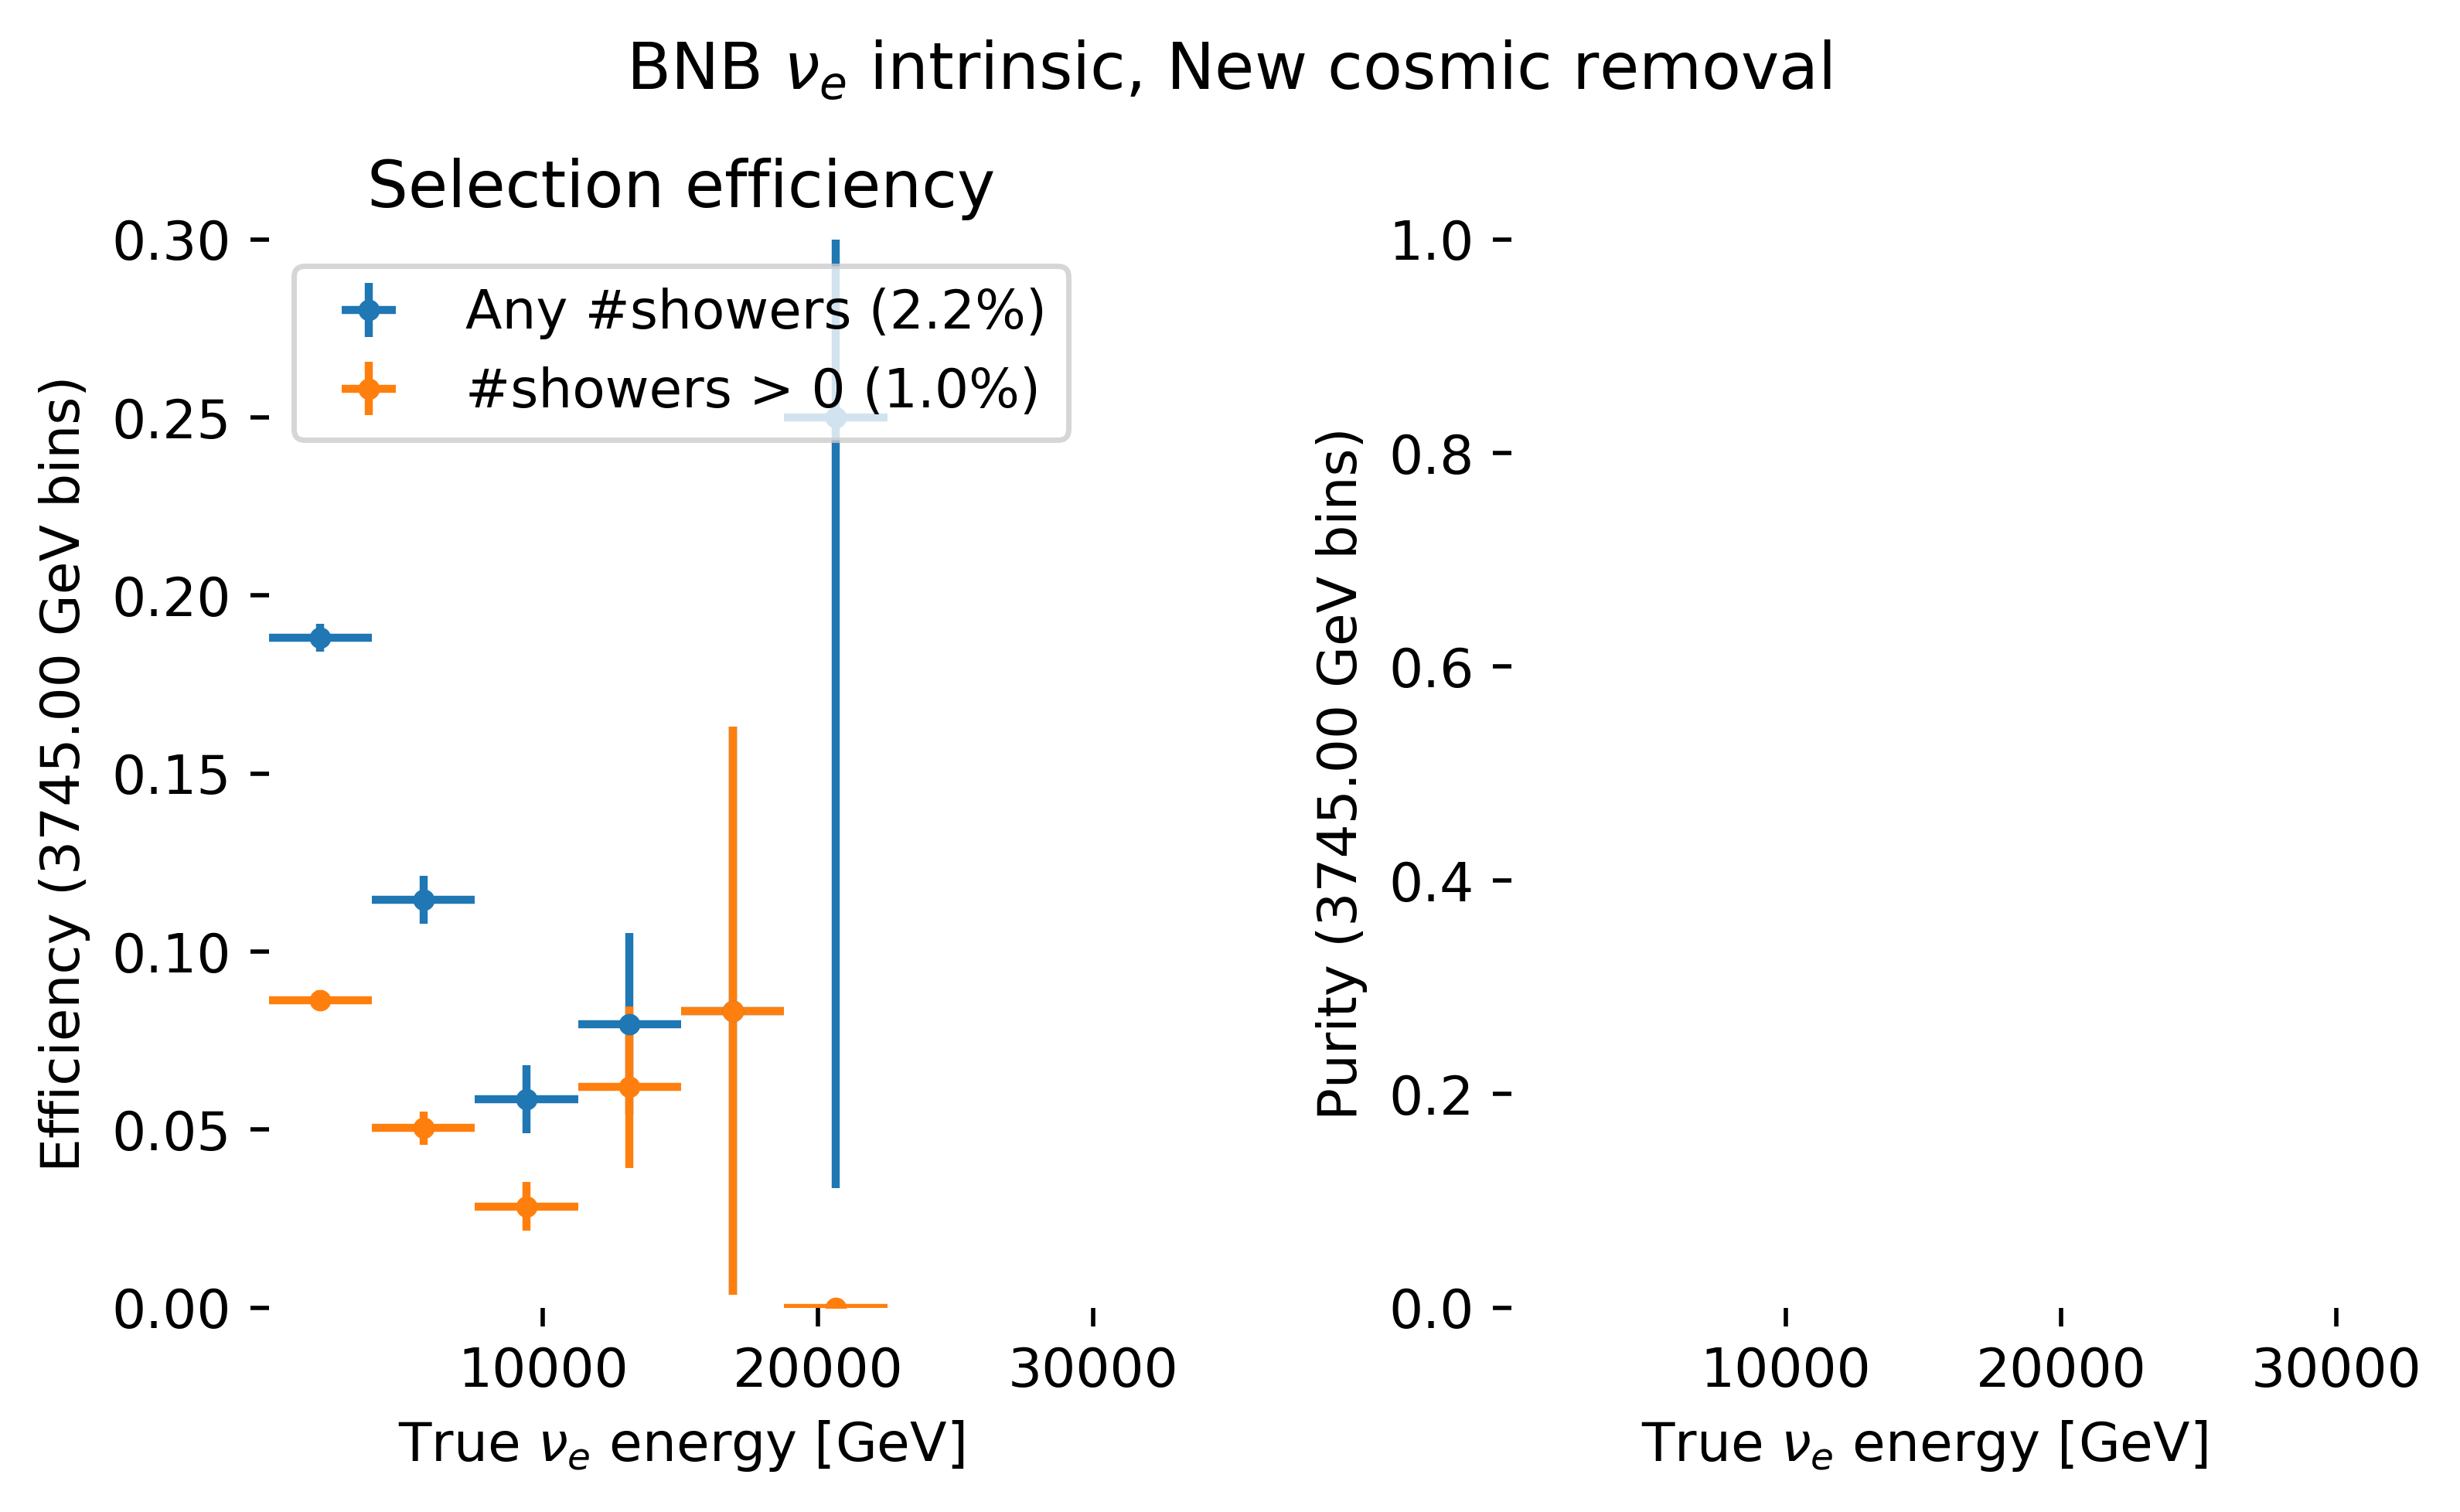 BNB νe intrinsic, New cosmic removal
Selection efficiency
Any #showers (2.2%)
#showers > 0 (1.0%)
Efficiency (3745.00 GeV bins)
0.30
0.25
0.20
0.15
0.10
0.05
0.00
10000 20000 30000
True νe energy [GeV]
Purity (3745.00 GeV bins)
1.0
0.8
0.6
0.4
0.2
0.0
10000 20000 30000
True νe energy [GeV]